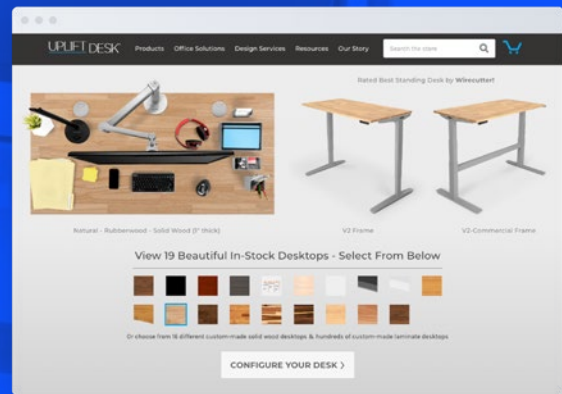 UPLIFT DESK
Products Office Solutions Design Services Resources Our Story Search the store
Rated Best Standing Desk by Wirecutter!
Natural - Rubberwood - Solid Wood (1" thick) V2 Frame V2-Commercial Frame
View 19 Beautiful In-Stock Desktops - Select From Below
Or choose from 16 different custom-made solid wood desktops & hundreds of custom-made laminate desktops
CONFIGURE YOUR DESK ⟩